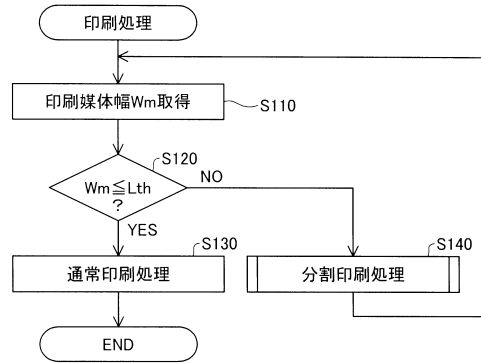 印刷処理
印刷媒体幅Wm取得
S110
S120
Wm≦Lth
?
NO
YES
S130
通常印刷処理
S140
分割印刷処理
END